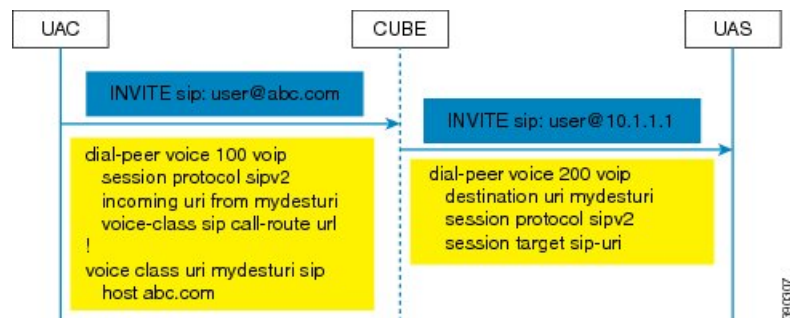 UAC
CUBE
UAS
INVITE sip: user@abc.com
INVITE sip: user@10.1.1.1
dial-peer voice 100 voip
session protocol sipv2
incoming uri from mydesturi
voice-class sip call-route url
!
voice class uri mydesturi sip
host abc.com
dial-peer voice 200 voip
destination uri mydesturi
session protocol sipv2
session target sip-uri